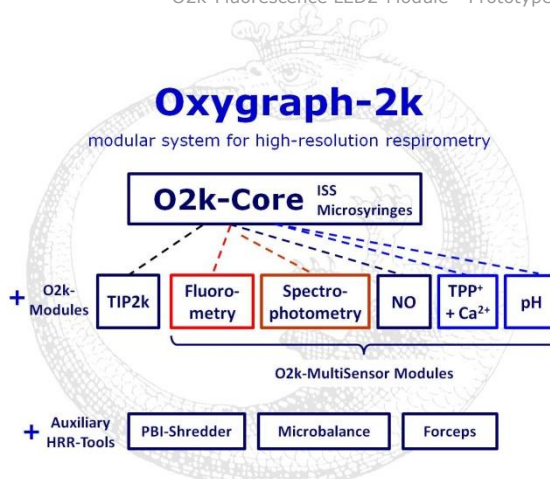 O2k-Fluorescence LED2-Module - Prototype
Oxygraph-2k
modular system for high-resolution respirometry
O2k-Core ISS
Microsyringes
+ O2k-
Modules
TIP2k
Fluoro-
metry
Spectro-
photometry
NO
TPP⁺
+ Ca²⁺
pH
O2k-MultiSensor Modules
+ Auxiliary
HRR-Tools
PBI-Shredder
Microbalance
Forceps